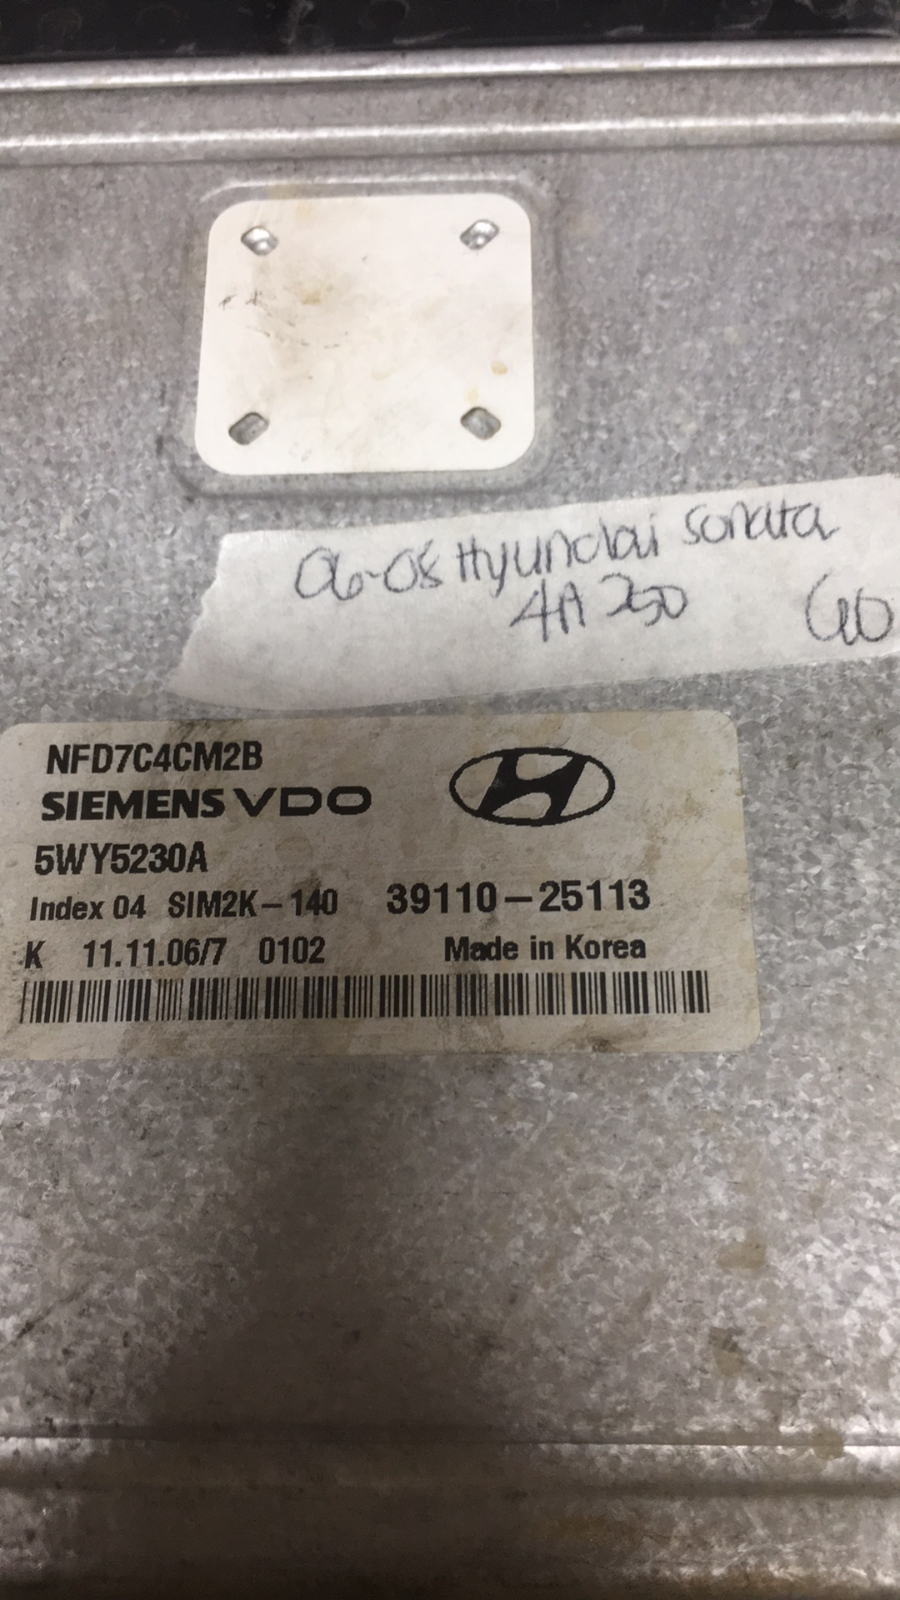 06-08 Hyundai sonata
4A 250 60
NFD7C4CM2B
SIEMENS VDO
5WY5230A
Index 04 SIM2K-140 39110-25113
K 11.11.06/7 0102 Made in Korea